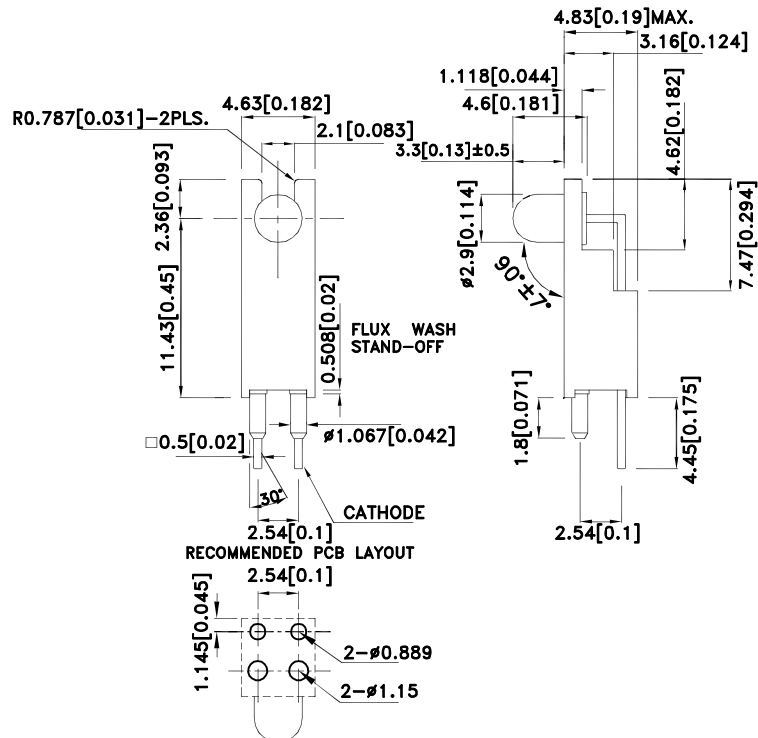 4.83[0.19]MAX.
3.16[0.124]
1.118[0.044]
4.63[0.182]
4.6[0.181]
R0.787[0.031]-2PLS.
2.1[0.083]
3.3[0.13]±0.5
4.62[0.182]
2.36[0.093]
ø2.9[0.114]
7.47[0.294]
90°±7°
11.43[0.45]
0.508[0.02]
FLUX WASH
STAND-OFF
□0.5[0.02]
ø1.067[0.042]
1.8[0.071]
4.45[0.175]
30°
CATHODE
2.54[0.1]
2.54[0.1]
RECOMMENDED PCB LAYOUT
2.54[0.1]
1.145[0.045]
2-ø0.889
2-ø1.15